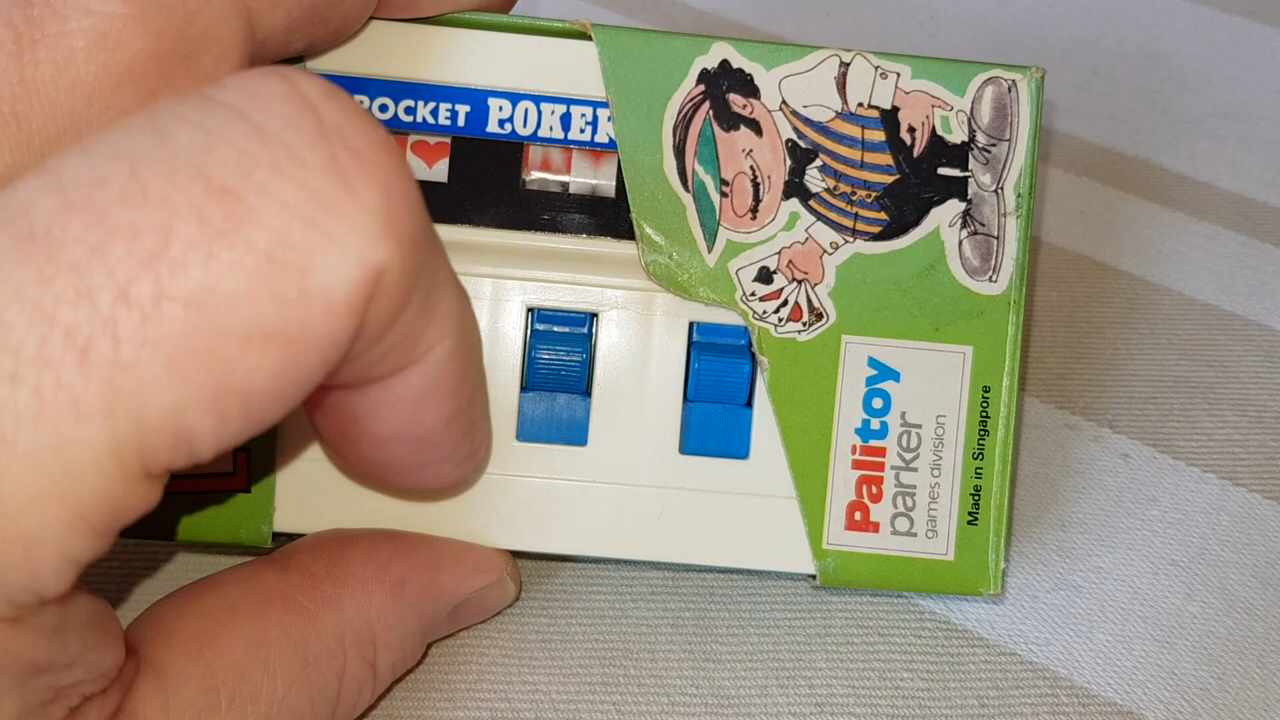 POCKET POKER
Palitoy
parker
games division
Made in Singapore